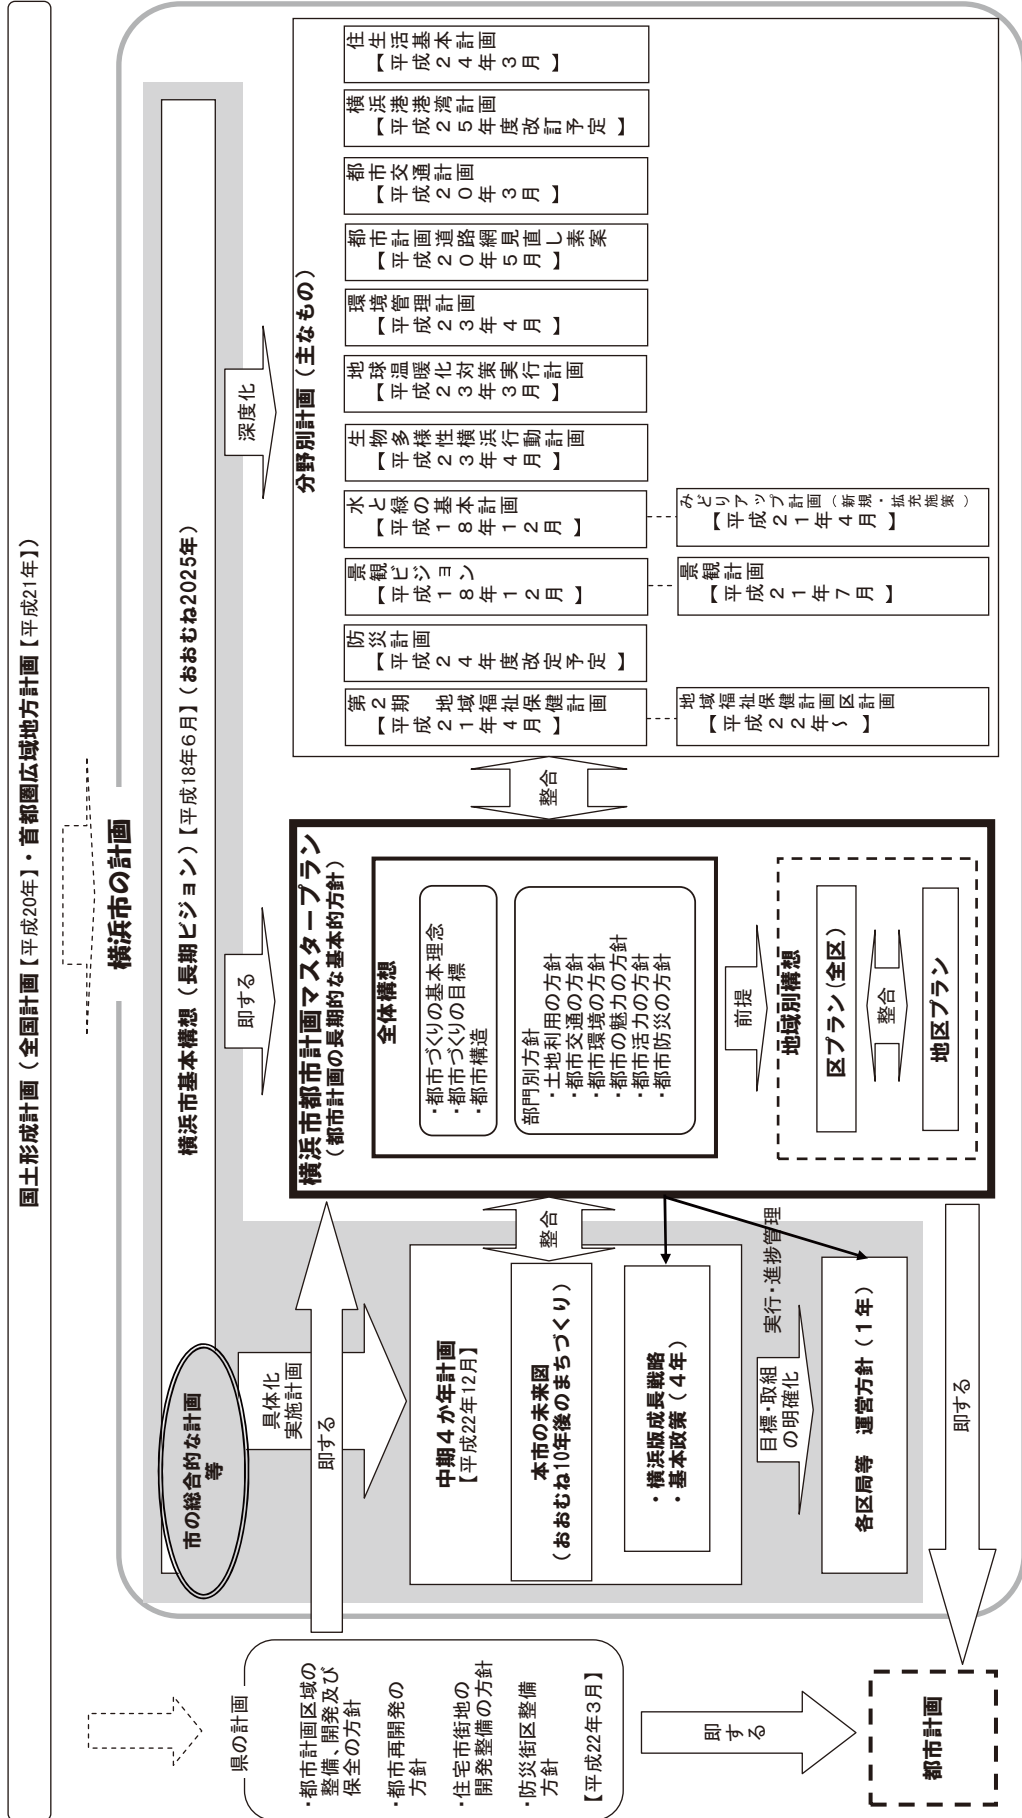 国土形成計画（全国計画【平成20年】・首都圏広域地方計画【平成21年】）
県の計画
・都市計画区域の
整備、開発及び
保全の方針
・都市再開発の
方針
・住宅市街地の
開発整備の方針
・防災街区整備
方針
【平成22年3月】
即する
都市計画
横浜市の計画
市の総合的な計画
等
横浜市基本構想（長期ビジョン）【平成18年6月】（おおむね2025年）
具体化
実施計画
即する
即する
深度化
中期４か年計画
【平成22年12月】
本市の未来図
（おおむね10年後のまちづくり）
・横浜版成長戦略
・基本政策（４年）
目標・取組
の明確化
実行・進捗管理
各区局等　運営方針（１年）
即する
整合
横浜市都市計画マスタープラン
（都市計画の長期的な基本的方針）
全体構想
・都市づくりの基本理念
・都市づくりの目標
・都市構造
部門別方針
・土地利用の方針
・都市交通の方針
・都市環境の方針
・都市の魅力の方針
・都市活力の方針
・都市防災の方針
前提
地域別構想
区プラン(全区）
整合
地区プラン
整合
分野別計画（主なもの）
第２期　地域福祉保健計画
【平成２１年４月】
地域福祉保健計画区計画
【平成２２年～】
防災計画
【平成２４年度改定予定】
景観ビジョン
【平成１８年１２月】
景観計画
【平成２１年７月】
水と緑の基本計画
【平成１８年１２月】
みどりアップ計画（新規・拡充施策）
【平成２１年４月】
生物多様性横浜行動計画
【平成２３年４月】
地球温暖化対策実行計画
【平成２３年３月】
環境管理計画
【平成２３年４月】
都市計画道路網見直し素案
【平成２０年５月】
都市交通計画
【平成２０年３月】
横浜港港湾計画
【平成２５年度改訂予定】
住生活基本計画
【平成２４年３月】